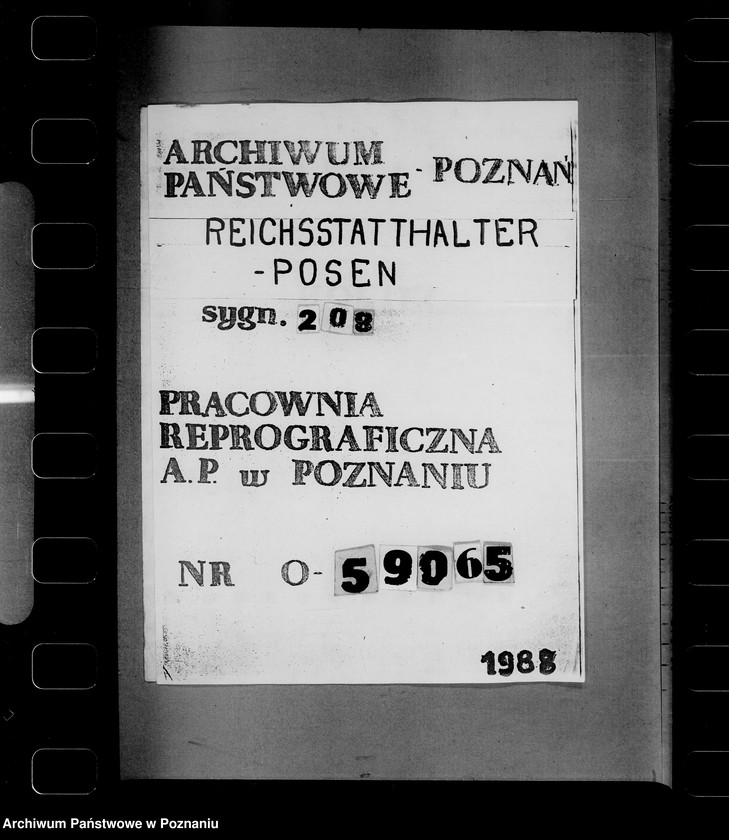 ARCHIWUM
PAŃSTWOWE - POZNAŃ
REICHSSTATTHALTER
-POSEN
sygn. 208
PRACOWNIA
REPROGRAFICZNA
A.P. w POZNANIU
NR O-59065
1988
Archiwum Państwowe w Poznaniu